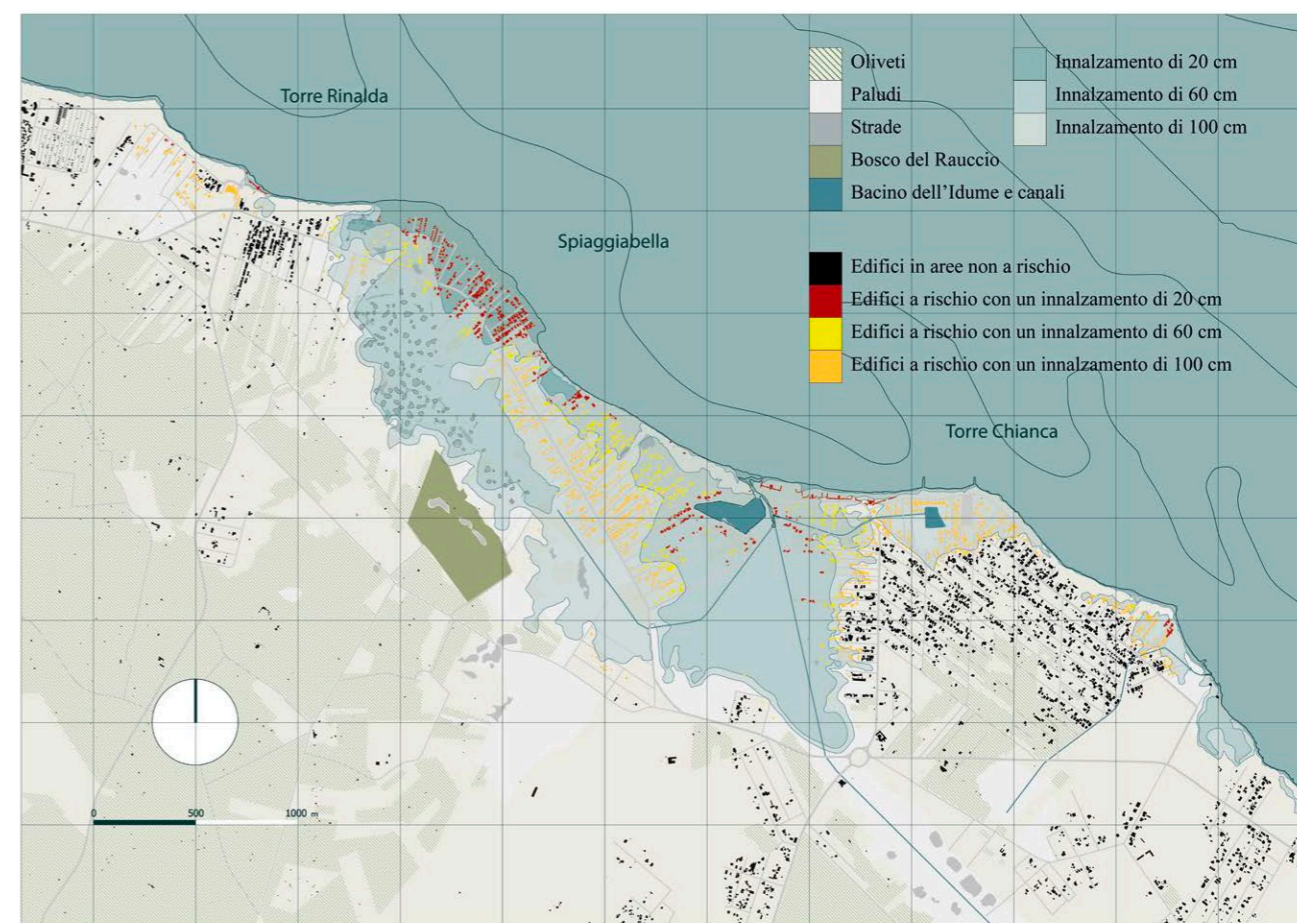 Torre Rinalda
Spiaggiabella
Torre Chianca
Oliveti
Paludi
Strade
Bosco del Rauccio
Bacino dell’Idume e canali
Innalzamento di 20 cm
Innalzamento di 60 cm
Innalzamento di 100 cm
Edifici in aree non a rischio
Edifici a rischio con un innalzamento di 20 cm
Edifici a rischio con un innalzamento di 60 cm
Edifici a rischio con un innalzamento di 100 cm
0 500 1000 m